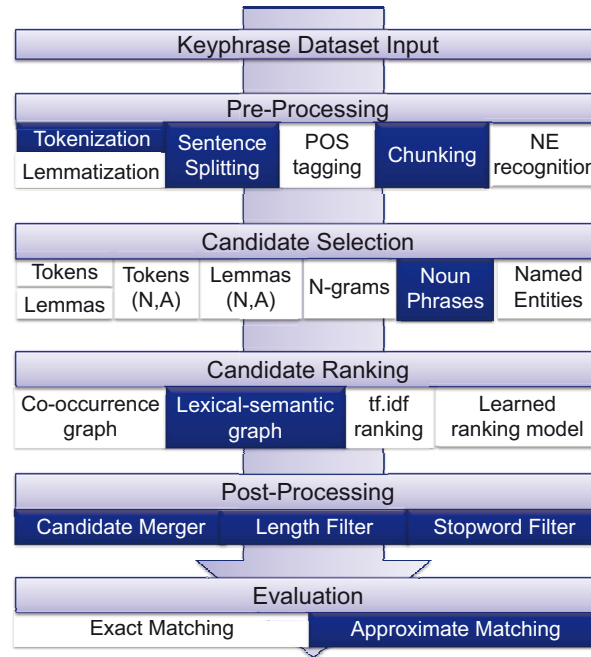 Keyphrase Dataset Input
Pre-Processing
Tokenization
Lemmatization
Sentence
Splitting
POS
tagging
Chunking
NE
recognition
Candidate Selection
Tokens
Lemmas
Tokens
(N,A)
Lemmas
(N,A)
N-grams
Noun
Phrases
Named
Entities
Candidate Ranking
Co-occurrence
graph
Lexical-semantic
graph
tf.idf
ranking
Learned
ranking model
Post-Processing
Candidate Merger
Length Filter
Stopword Filter
Evaluation
Exact Matching
Approximate Matching